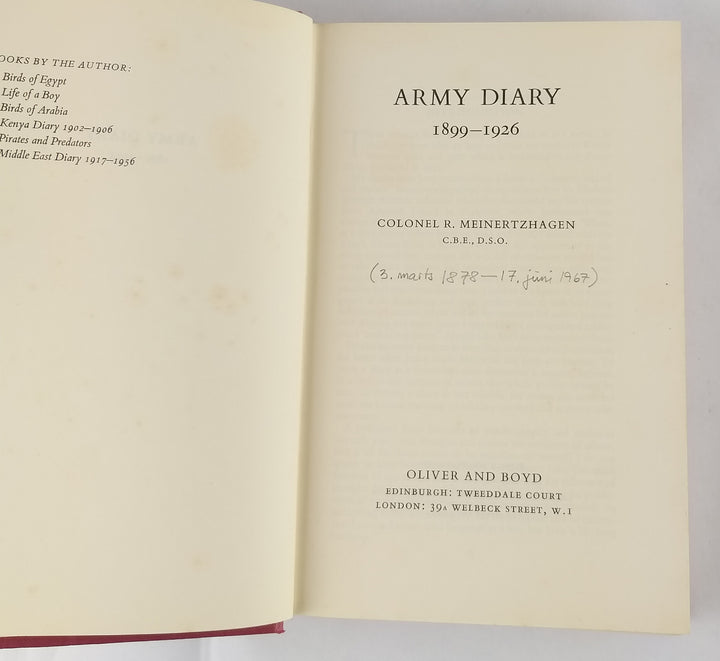 OOKS BY THE AUTHOR:
Birds of Egypt
Life of a Boy
Birds of Arabia
Kenya Diary 1902–1906
Pirates and Predators
Middle East Diary 1917–1956
ARMY DIARY
1899–1926
COLONEL R. MEINERTZHAGEN
C.B.E., D.S.O.
(3. marts 1878 — 17. juni 1967)
OLIVER AND BOYD
EDINBURGH: TWEEDDALE COURT
LONDON: 39A WELBECK STREET, W.1